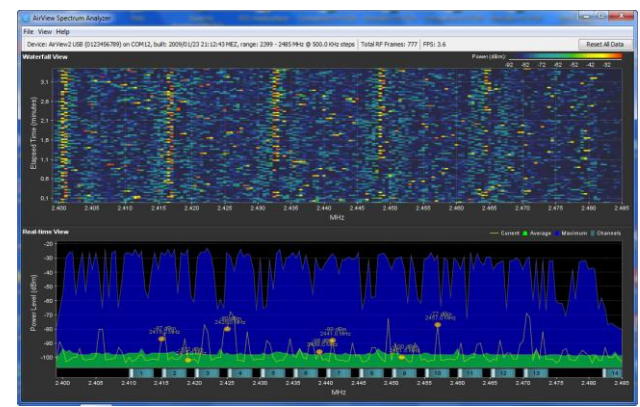 AirView Spectrum Analyzer
File View Help
Device: AirView2 USB (0123456789) on COM12, built: 2009/01/23 21:12:43 MEZ, range: 2399 - 2485 MHz @ 500.0 KHz steps Total RF Frames: 777 FPS: 3.6 Reset All Data
Waterfall View
Power (dBm)
-92 -82 -72 -62 -52 -42 -32
Elapsed Time (minutes)
3,1
2,6
2,1
1,6
1,1
0,6
0,1
2.400 2.405 2.410 2.415 2.420 2.425 2.430 2.435 2.440 2.445 2.450 2.455 2.460 2.465 2.470 2.475 2.480 2.485
MHz
Real-time View
Current Average Maximum Channels
Power Level (dBm)
-20
-30
-40
-50
-60
-70
-80
-90
-100
1 2 3 4 5 6 7 8 9 10 11 12 13 14
2.400 2.405 2.410 2.415 2.420 2.425 2.430 2.435 2.440 2.445 2.450 2.455 2.460 2.465 2.470 2.475 2.480 2.485
MHz